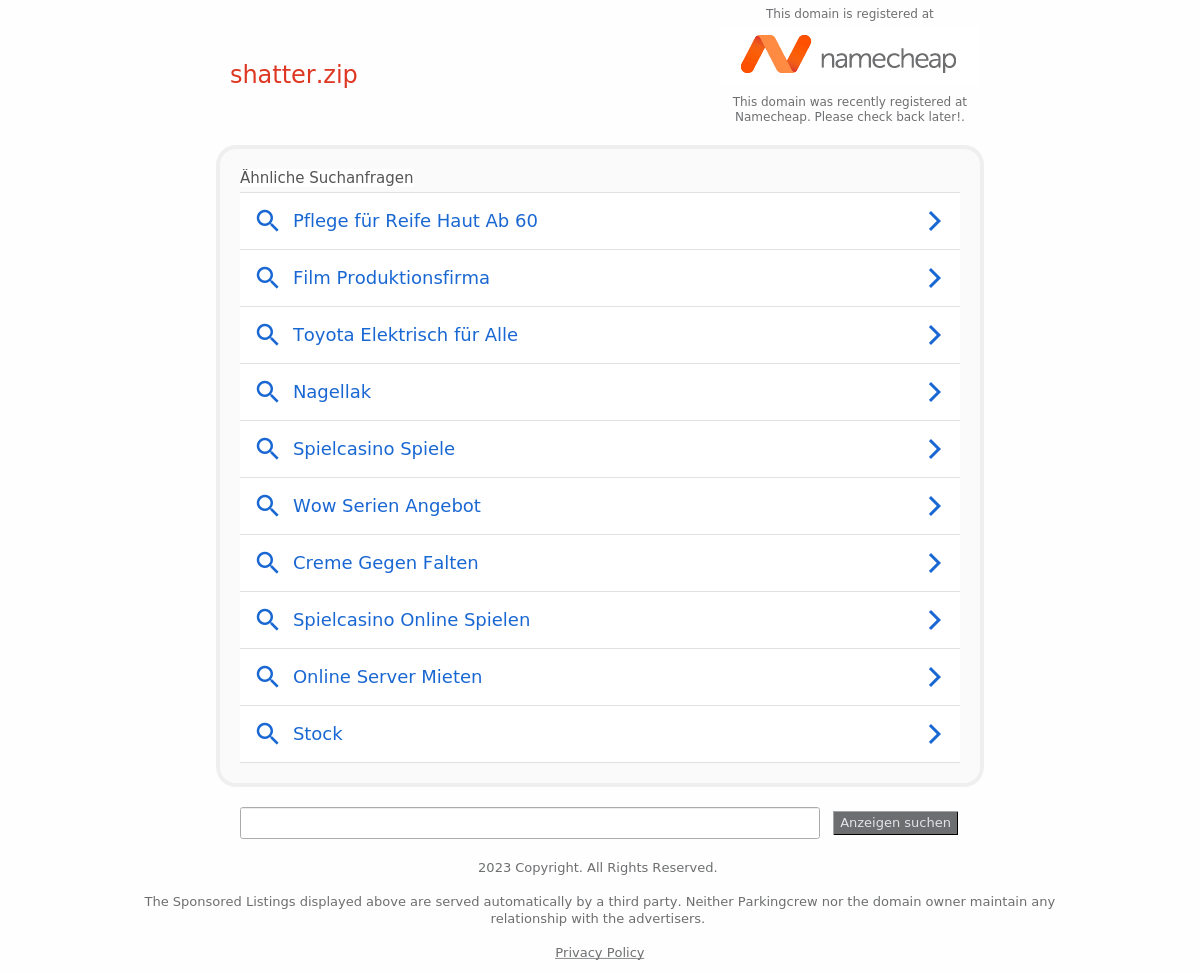 This domain is registered at
namecheap
shatter.zip
This domain was recently registered at
Namecheap. Please check back later!.
Ähnliche Suchanfragen
Pflege für Reife Haut Ab 60
Film Produktionsfirma
Toyota Elektrisch für Alle
Nagellak
Spielcasino Spiele
Wow Serien Angebot
Creme Gegen Falten
Spielcasino Online Spielen
Online Server Mieten
Stock
Anzeigen suchen
2023 Copyright. All Rights Reserved.
The Sponsored Listings displayed above are served automatically by a third party. Neither Parkingcrew nor the domain owner maintain any
relationship with the advertisers.
Privacy Policy